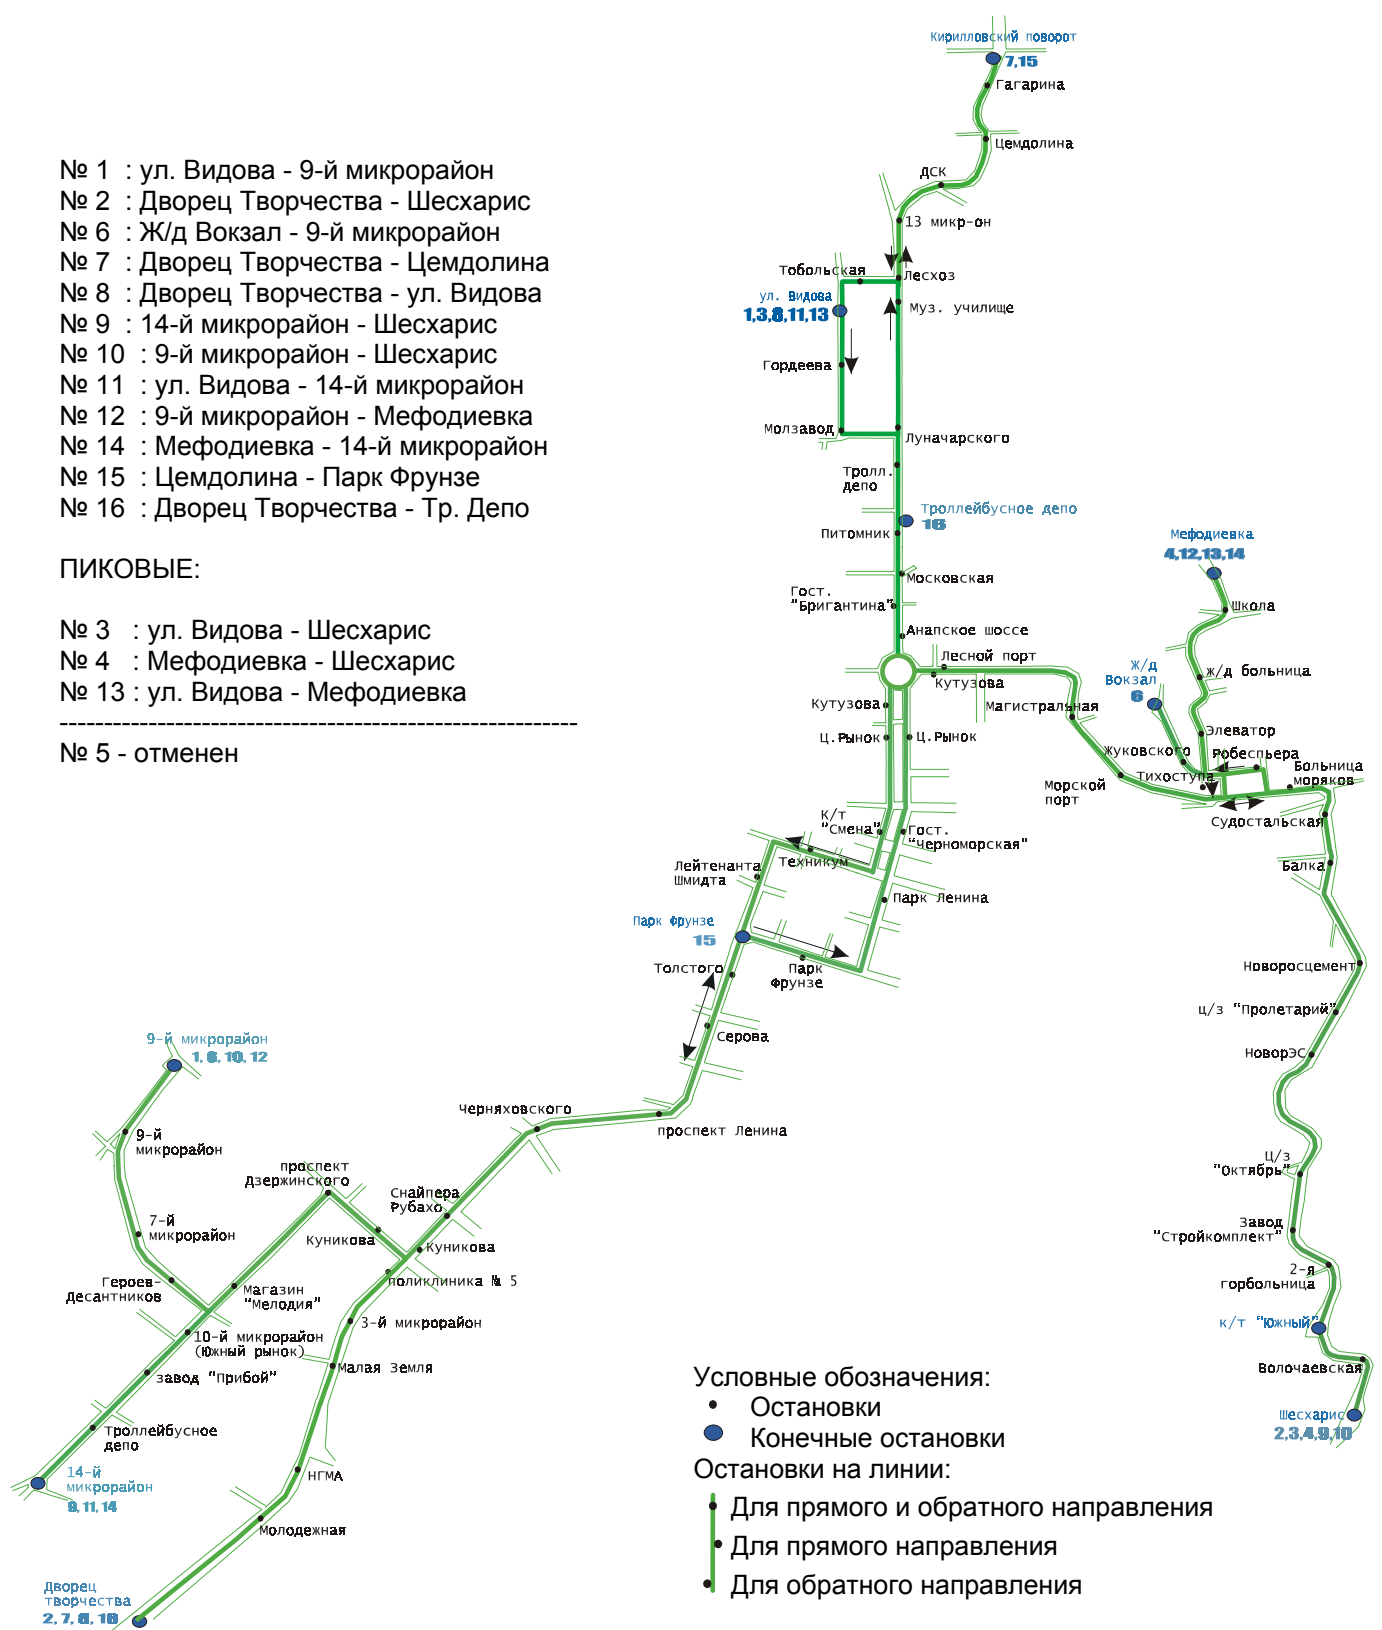 Кирилловский поворот
7,15
Гагарина
Цемдолина
ДСК
13 микр-он
№ 1 : ул. Видова - 9-й микрорайон
№ 2 : Дворец Творчества - Шесхарис
№ 6 : Ж/д Вокзал - 9-й микрорайон
№ 7 : Дворец Творчества - Цемдолина
№ 8 : Дворец Творчества - ул. Видова
№ 9 : 14-й микрорайон - Шесхарис
№ 10 : 9-й микрорайон - Шесхарис
№ 11 : ул. Видова - 14-й микрорайон
№ 12 : 9-й микрорайон - Мефодиевка
№ 14 : Мефодиевка - 14-й микрорайон
№ 15 : Цемдолина - Парк Фрунзе
№ 16 : Дворец Творчества - Тр. Депо
ПИКОВЫЕ:
№ 3 : ул. Видова - Шесхарис
№ 4 : Мефодиевка - Шесхарис
№ 13 : ул. Видова - Мефодиевка
----------------------------------------------------------
№ 5 - отменен
Тобольская
Лесхоз
ул. Видова
1,3,8,11,13
Муз. училище
Гордеева
Молзавод
Луначарского
Тролл.
депо
Троллейбусное депо
16
Питомник
Московская
Гост.
"Бригантина"
Анапское шоссе
Лесной порт
Кутузова
Кутузова
Магистральная
Ц.Рынок
Ц.Рынок
Мефодиевка
4,12,13,14
Школа
Ж/д
Вокзал
6
ж/д больница
Элеватор
Жуковского
Робеспьера
Тихоступа
Больница
моряков
Морской
порт
Судостальская
Балка
К/т
"Смена"
Гост.
"Черноморская"
Техникум
Лейтенанта
Шмидта
Парк Ленина
Парк Фрунзе
15
Толстого
Парк
Фрунзе
Серова
Новоросцемент
ц/з "Пролетарий"
НоворЭС
9-й микрорайон
1, 6, 10, 12
Черняховского
проспект Ленина
9-й
микрорайон
проспект
Дзержинского
Снайпера
Рубахо
ц/з
"Октябрь"
7-й
микрорайон
Куникова
Куникова
Завод
"Стройкомплект"
Героев-
Десантников
Магазин
"Мелодия"
поликлиника № 5
2-я
горбольница
10-й микрорайон
(Южный рынок)
3-й микрорайон
к/т "Южный"
завод "Прибой"
Малая Земля
Волочаевская
Троллейбусное
депо
Шесхарис
2,3,4,9,10
14-й
микрорайон
9, 11, 14
НГМА
Молодежная
Дворец
творчества
2, 7, 8, 16
Условные обозначения:
Остановки
Конечные остановки
Остановки на линии:
Для прямого и обратного направления
Для прямого направления
Для обратного направления